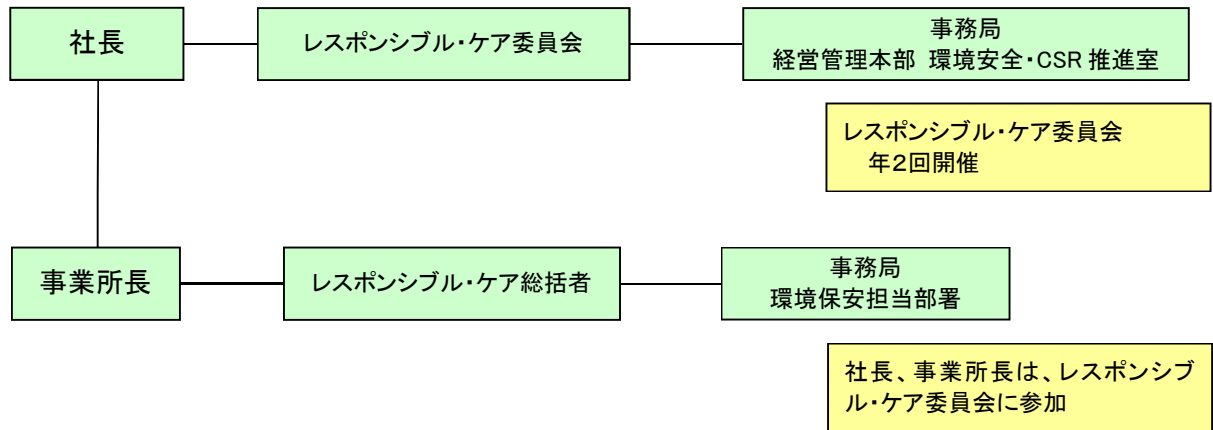 社長
レスポンシブル・ケア委員会
事務局
経営管理本部 環境安全・CSR 推進室
レスポンシブル・ケア委員会
年2回開催
事業所長
レスポンシブル・ケア総括者
事務局
環境保安担当部署
社長、事業所長は、レスポンシブ
ル・ケア委員会に参加